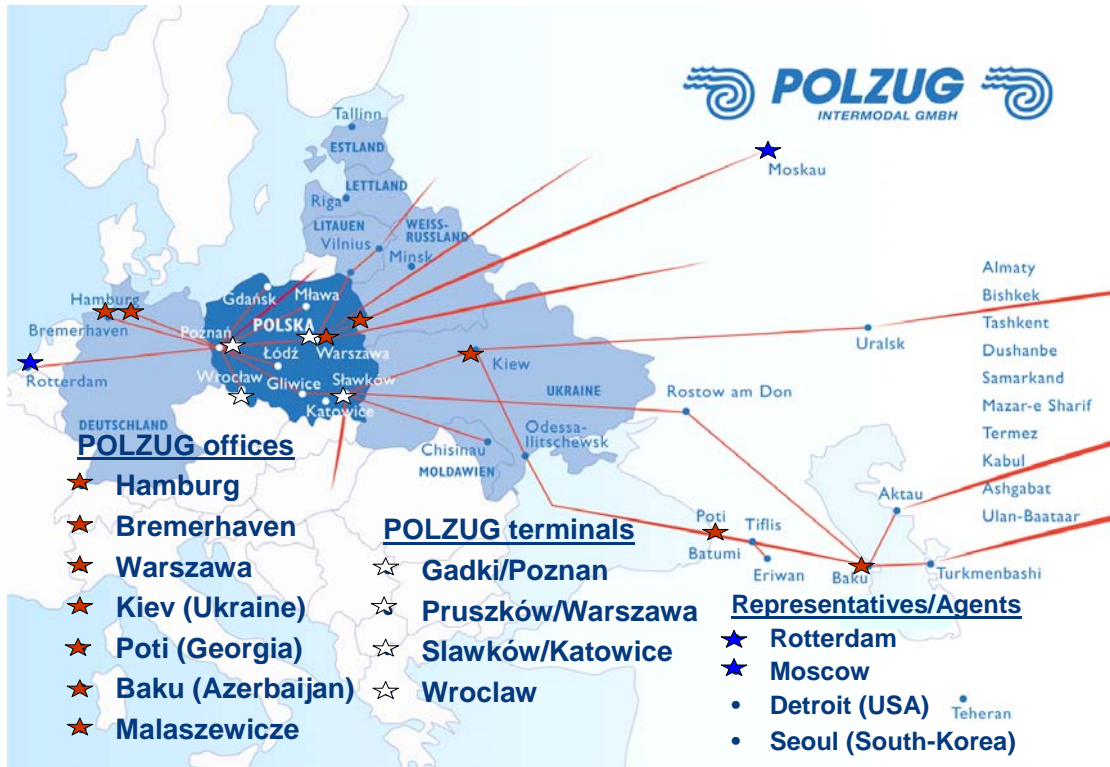 POLZUG
INTERMODAL GMBH
Tallinn
ESTLAND
Moskau
LETTLAND
Riga
LITAUEN
WEISS-
RUSSLAND
Vilnius
Minsk
Almaty
Bishkek
Tashkent
Dushanbe
Samarkand
Mazar-e Sharif
Termez
Kabul
Ashgabat
Ulan-Baataar
Hamburg
Bremerhaven
Gdańsk
Mława
POLSKA
Poznań
Warszawa
Łódź
Rotterdam
Wrocław
Gliwice
Sławków
Katowice
Kiew
Uralsk
UKRAINE
Rostow am Don
DEUTSCHLAND
Odessa-
Ilitschewsk
Chisinau
MOLDAWIEN
Aktau
Poti
Tiflis
Batumi
Eriwan
Baku
Turkmenbashi
Teheran
POLZUG offices
Hamburg
Bremerhaven
Warszawa
Kiev (Ukraine)
Poti (Georgia)
Baku (Azerbaijan)
Malaszewicze
POLZUG terminals
Gadki/Poznan
Pruszków/Warszawa
Slawków/Katowice
Wroclaw
Representatives/Agents
Rotterdam
Moscow
• Detroit (USA)
• Seoul (South-Korea)